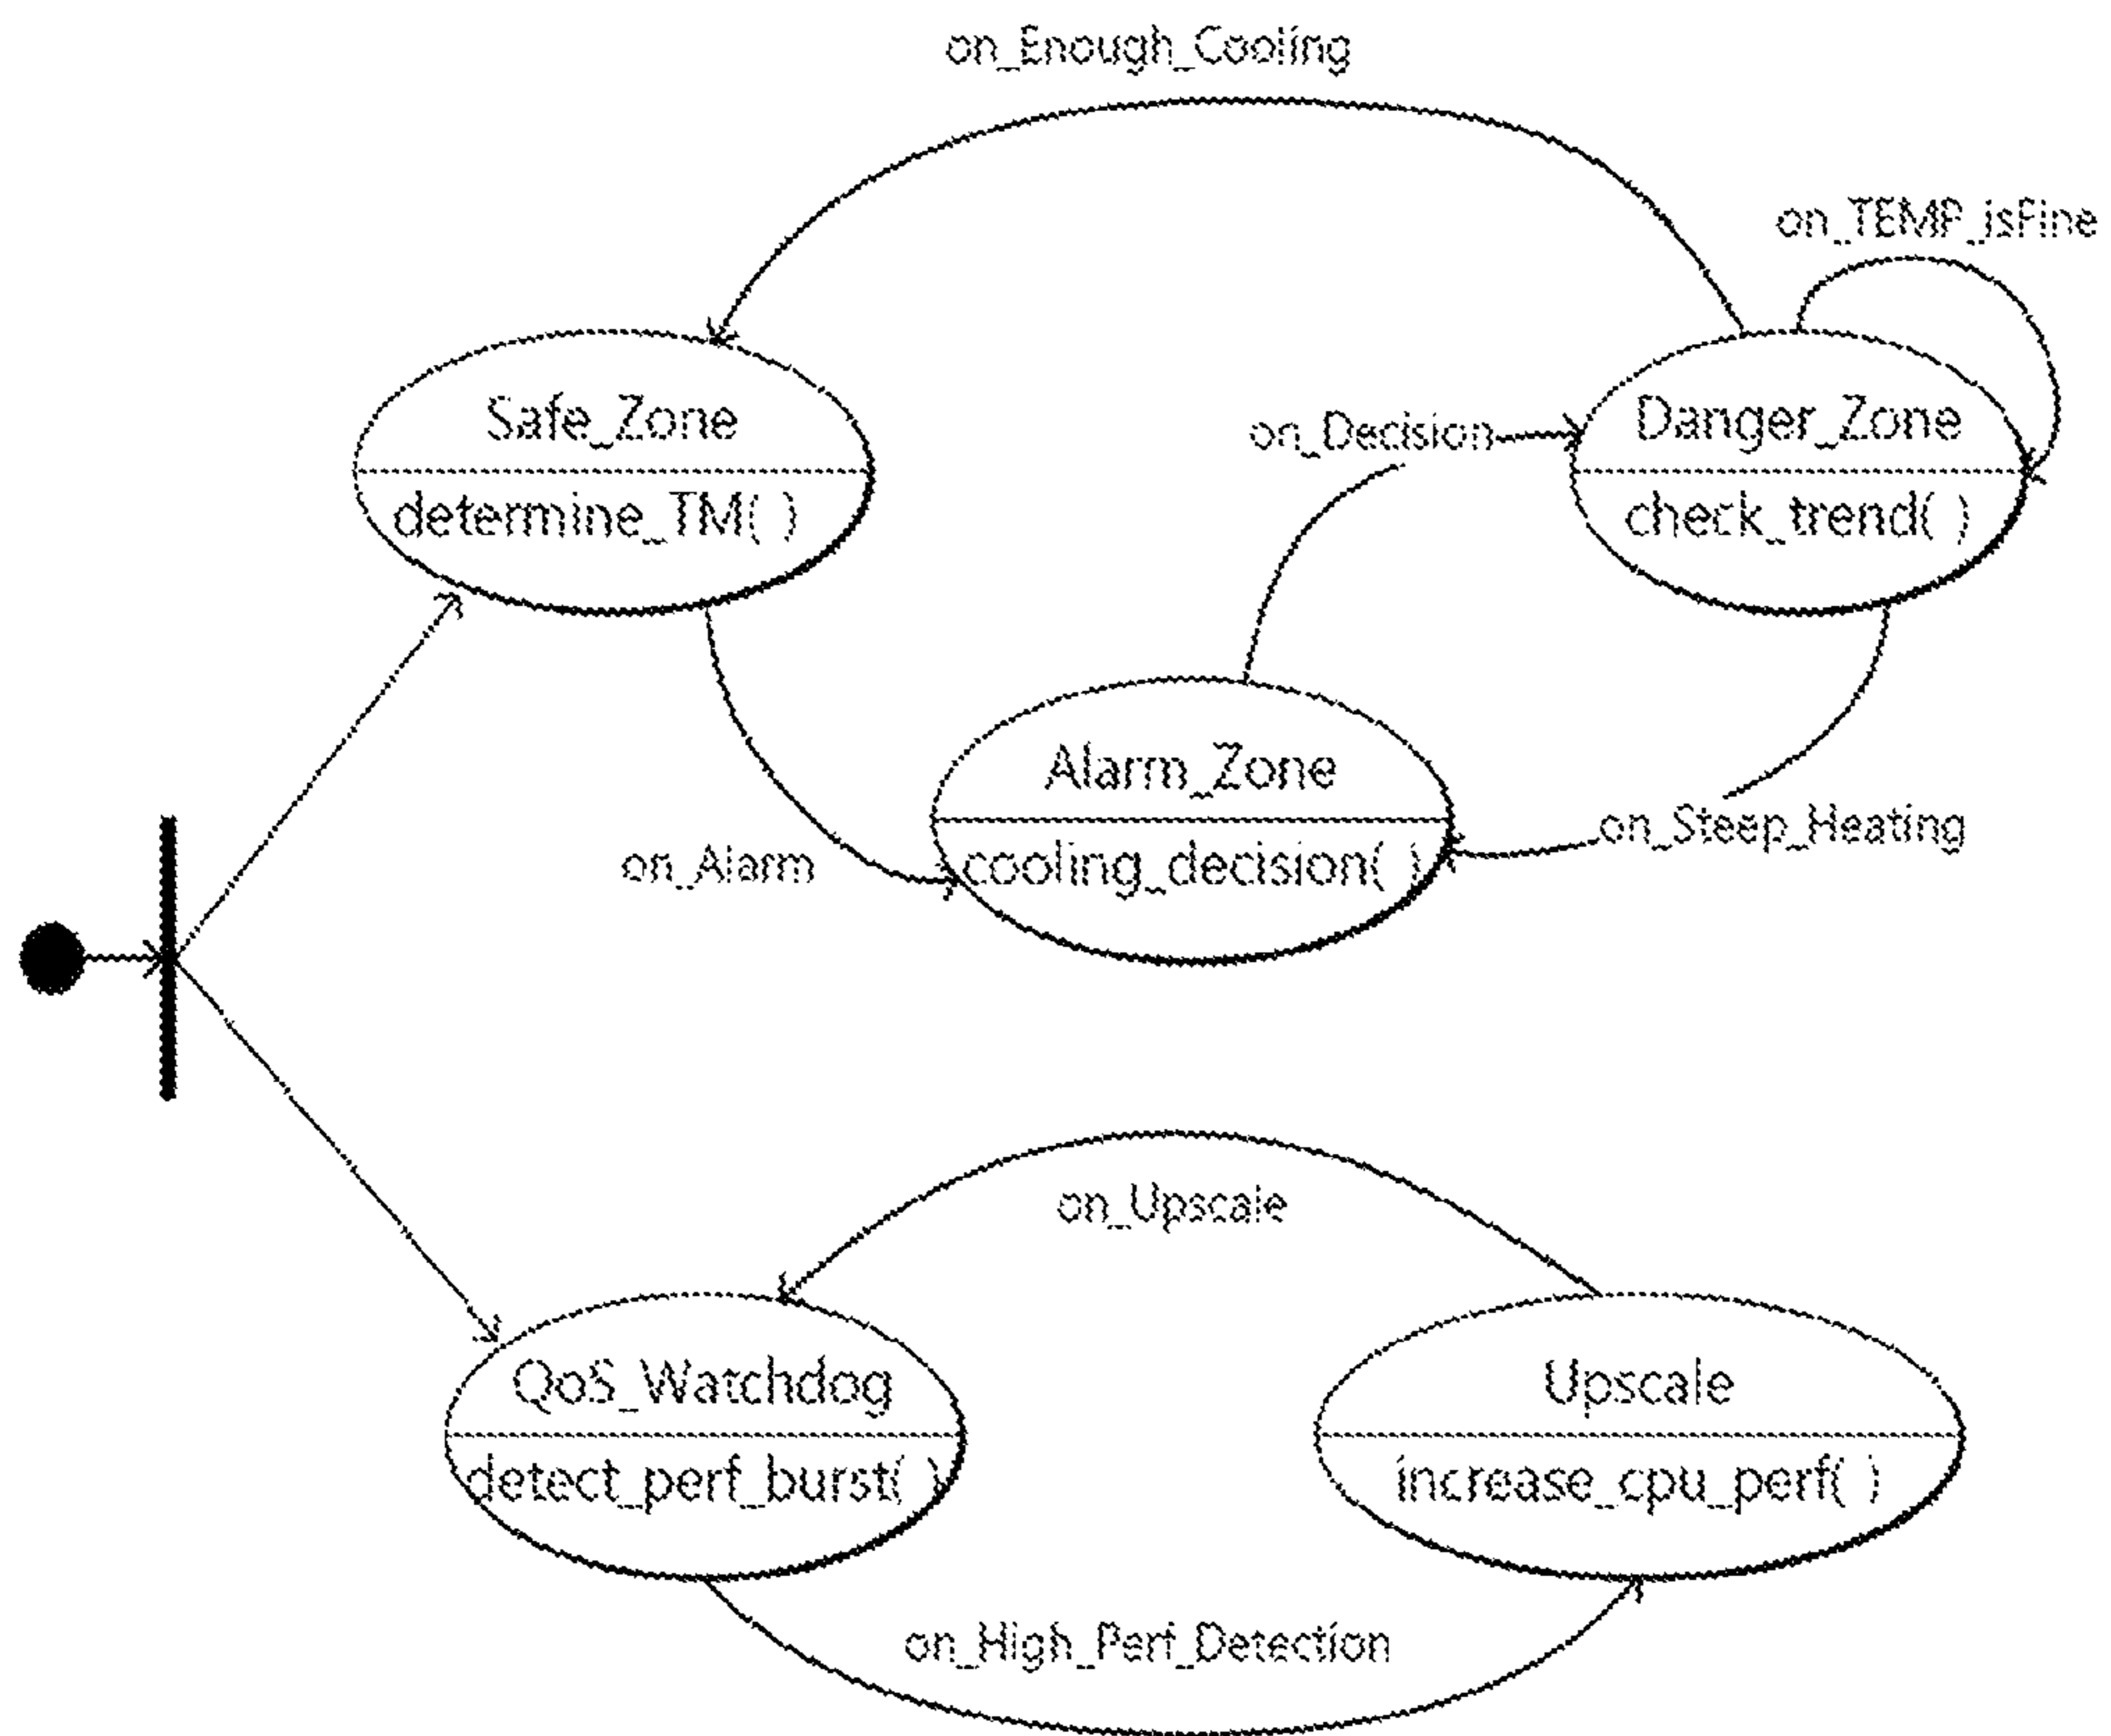 on_Enough_Cooling
on_TEMP_isFine
Safe_Zone
determine_TM( )
on_Decision
Danger_Zone
check_trend( )
Alarm_Zone
cooling_decision( )
on_Alarm
on_Steep_Heating
on_Upscale
QoS_Watchdog
detect_perf_burst( )
Upscale
increase_cpu_perf( )
on_High_Perf_Detection